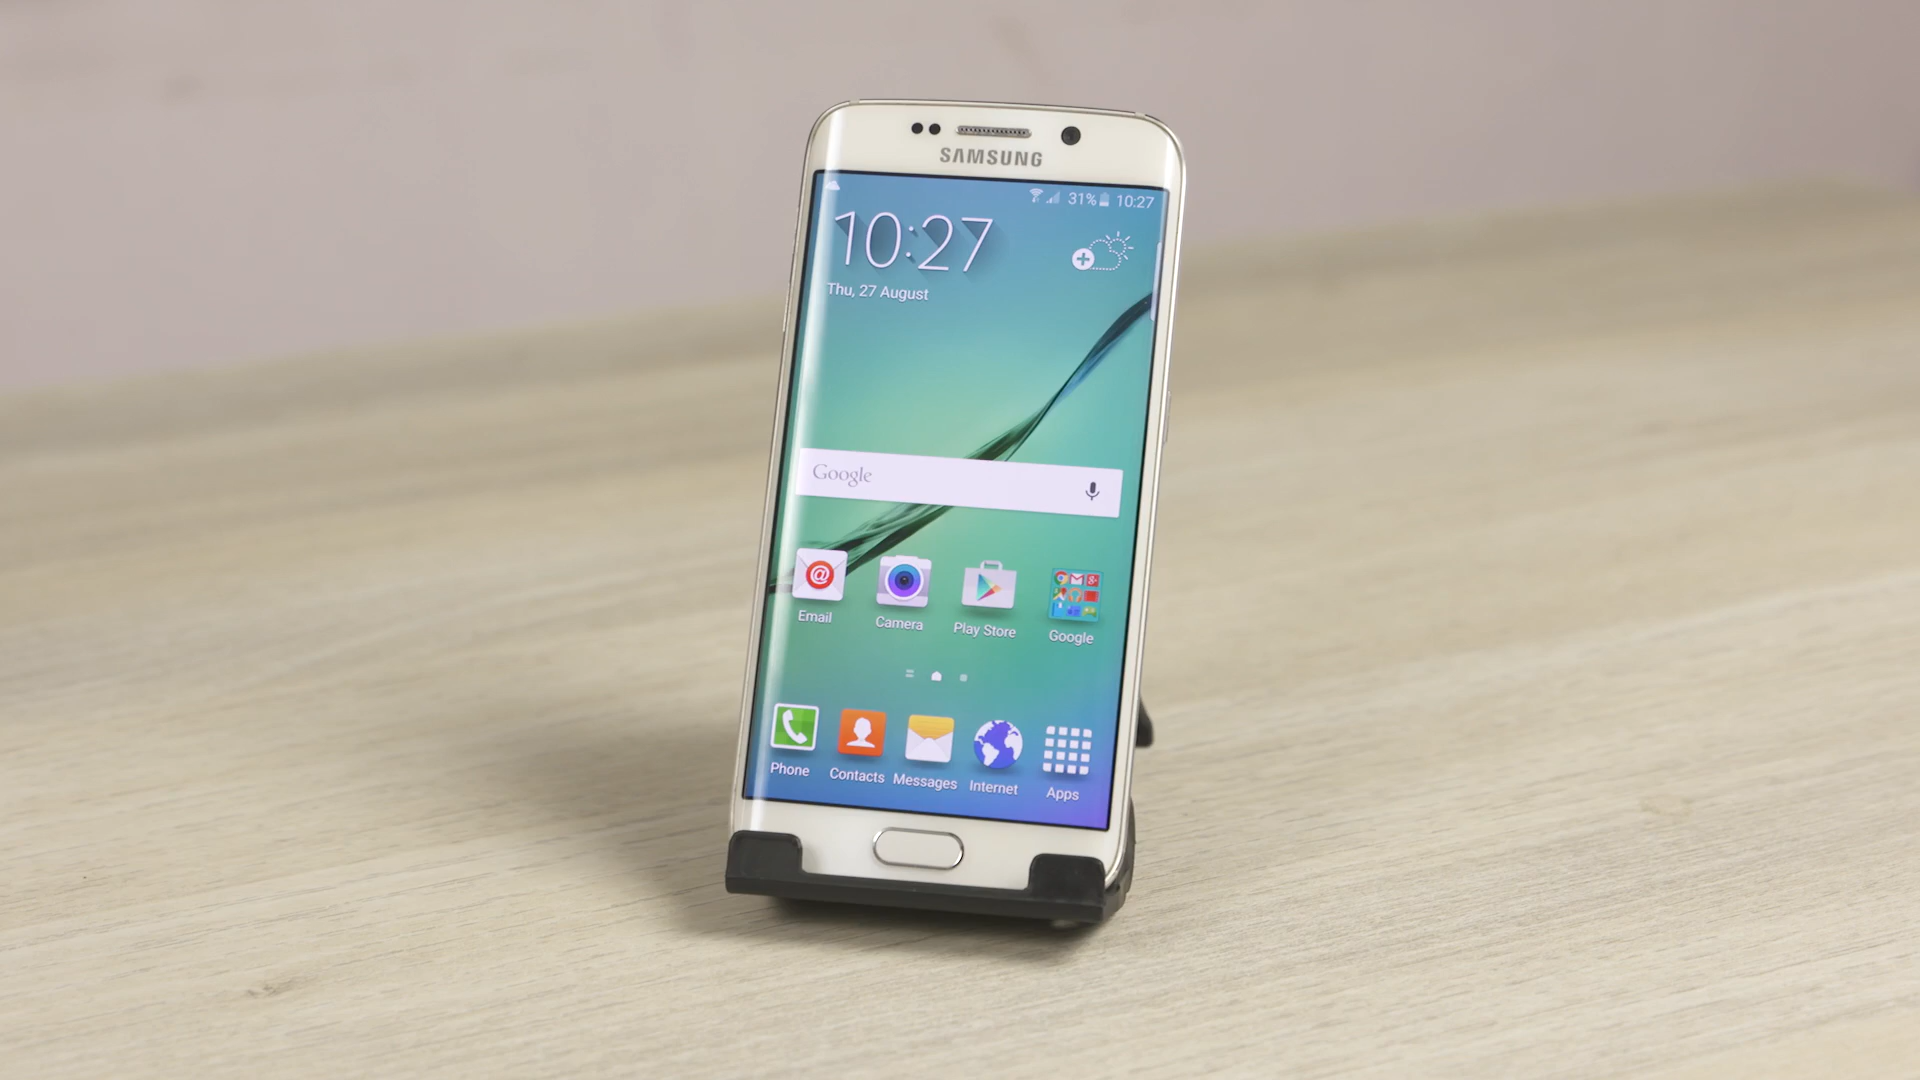 SAMSUNG
31% 10:27
10:27
Thu, 27 August
Google
Email Camera Play Store Google
Phone Contacts Messages Internet Apps